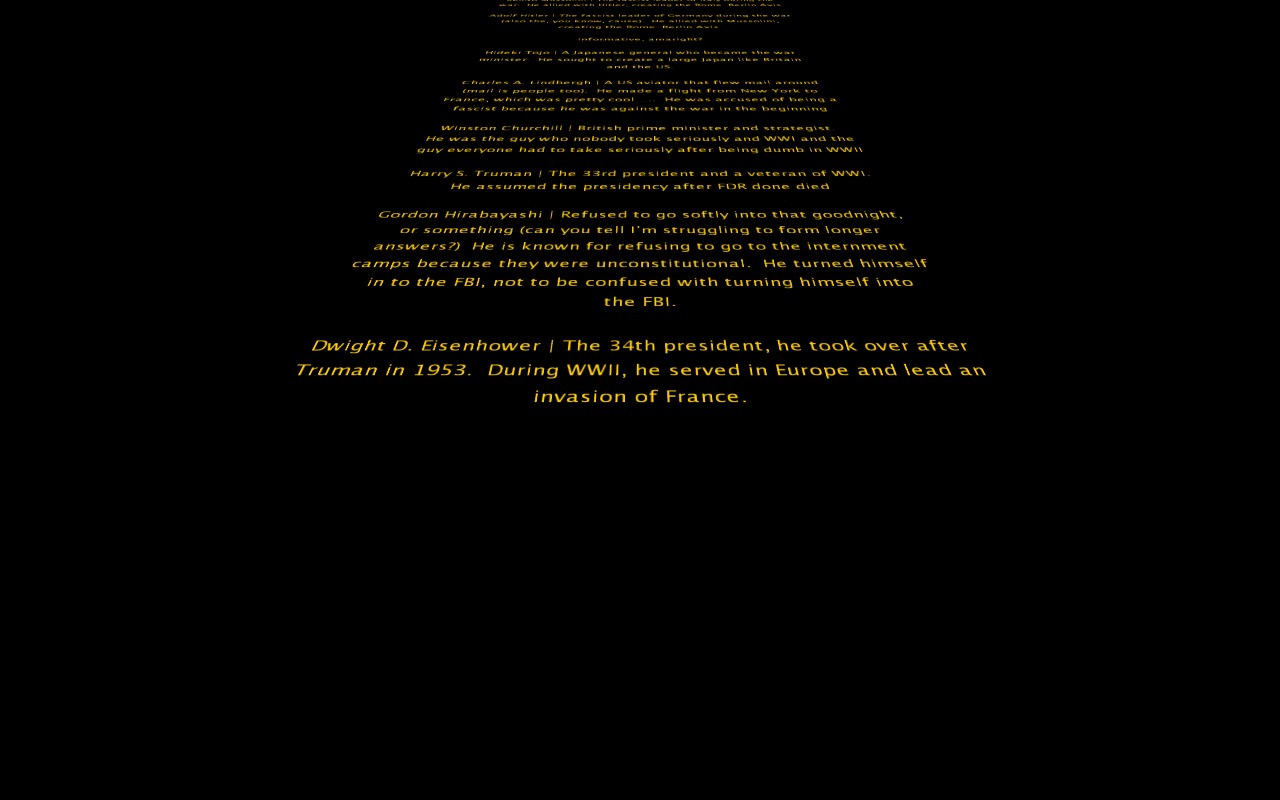 war. He allied with Hitler, creating the Rome-Berlin Axis
Adolf Hitler | The fascist leader of Germany during the war
(also the, you know, cause). He allied with Mussolini,
creating the Rome-Berlin Axis
informative, amaright?
Hideki Tojo | A Japanese general who became the war
minister. He sought to create a large Japan like Britain
and the US.
Charles A. Lindbergh | A US aviator that flew mail around
(mail is people too). He made a flight from New York to
France, which was pretty cool. ... He was accused of being a
fascist because he was against the war in the beginning
Winston Churchill | British prime minister and strategist.
He was the guy who nobody took seriously and WWI and the
guy everyone had to take seriously after being dumb in WWII
Harry S. Truman | The 33rd president and a veteran of WWI.
He assumed the presidency after FDR done died
Gordon Hirabayashi | Refused to go softly into that goodnight,
or something (can you tell I'm struggling to form longer
answers?) He is known for refusing to go to the internment
camps because they were unconstitutional. He turned himself
in to the FBI, not to be confused with turning himself into
the FBI.
Dwight D. Eisenhower | The 34th president, he took over after
Truman in 1953. During WWII, he served in Europe and lead an
invasion of France.